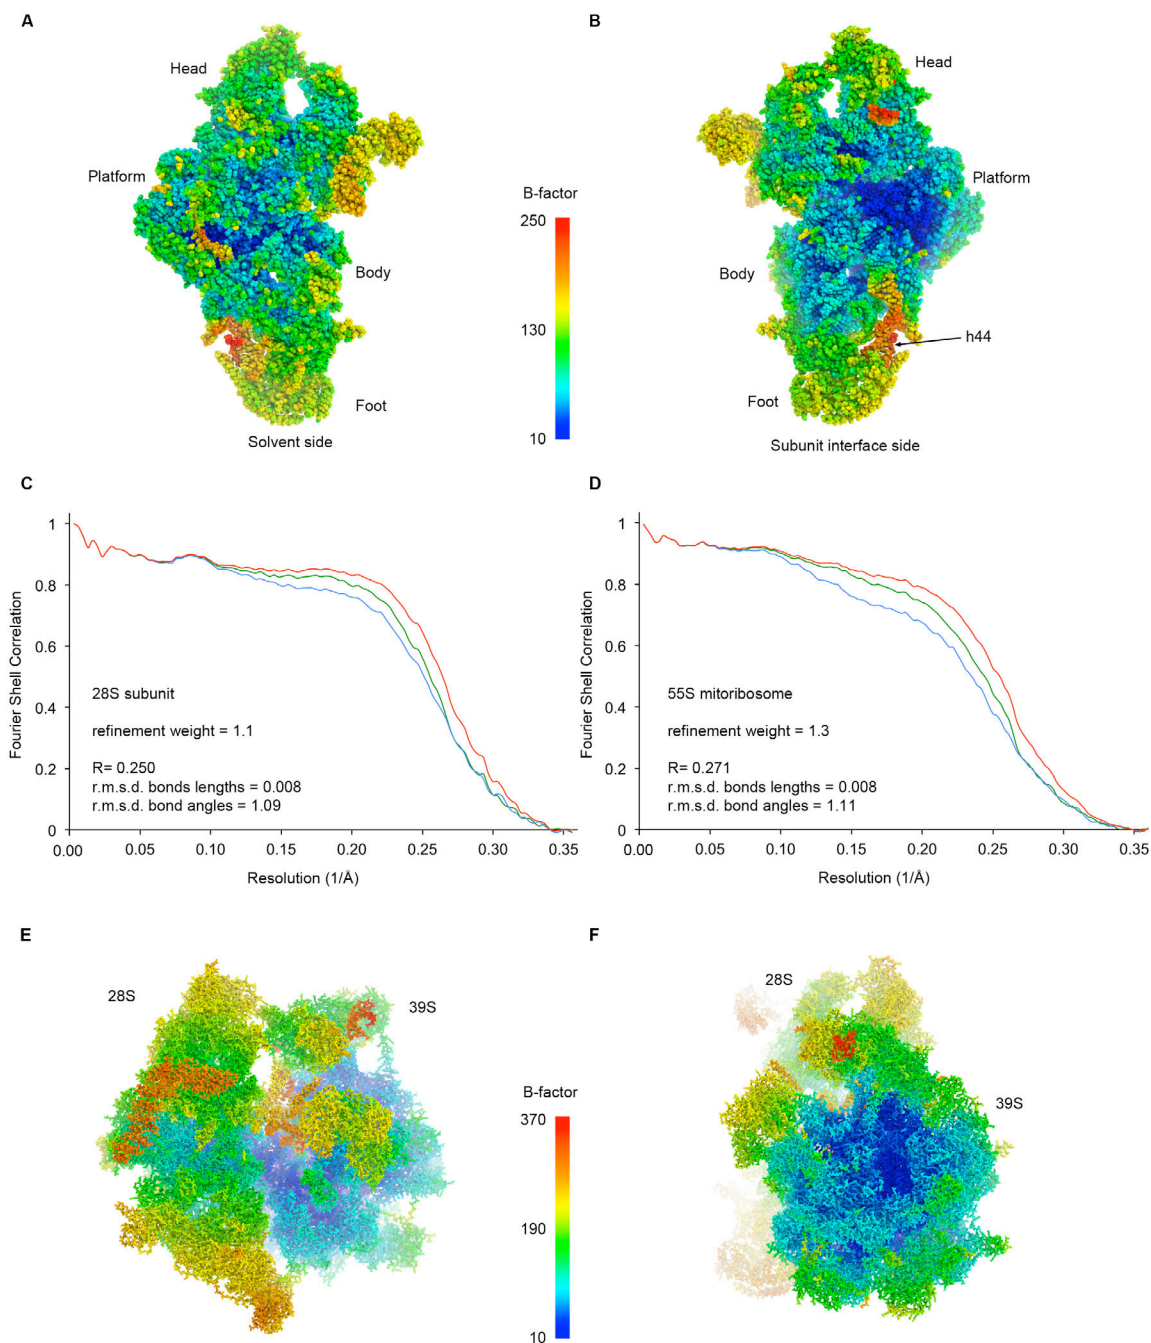 A
Head
Platform
Body
Foot
Solvent side
B-factor
250
130
10
B
Head
Platform
Body
h44
Foot
Subunit interface side
C
Fourier Shell Correlation
1
0.8
0.6
0.4
0.2
0
28S subunit
refinement weight = 1.1
R= 0.250
r.m.s.d. bonds lengths = 0.008
r.m.s.d. bond angles = 1.09
0.00 0.05 0.10 0.15 0.20 0.25 0.30 0.35
Resolution (1/Å)
D
Fourier Shell Correlation
1
0.8
0.6
0.4
0.2
0
55S mitoribosome
refinement weight = 1.3
R= 0.271
r.m.s.d. bonds lengths = 0.008
r.m.s.d. bond angles = 1.11
0.00 0.05 0.10 0.15 0.20 0.25 0.30 0.35
Resolution (1/Å)
E
28S
39S
B-factor
370
190
10
F
28S
39S